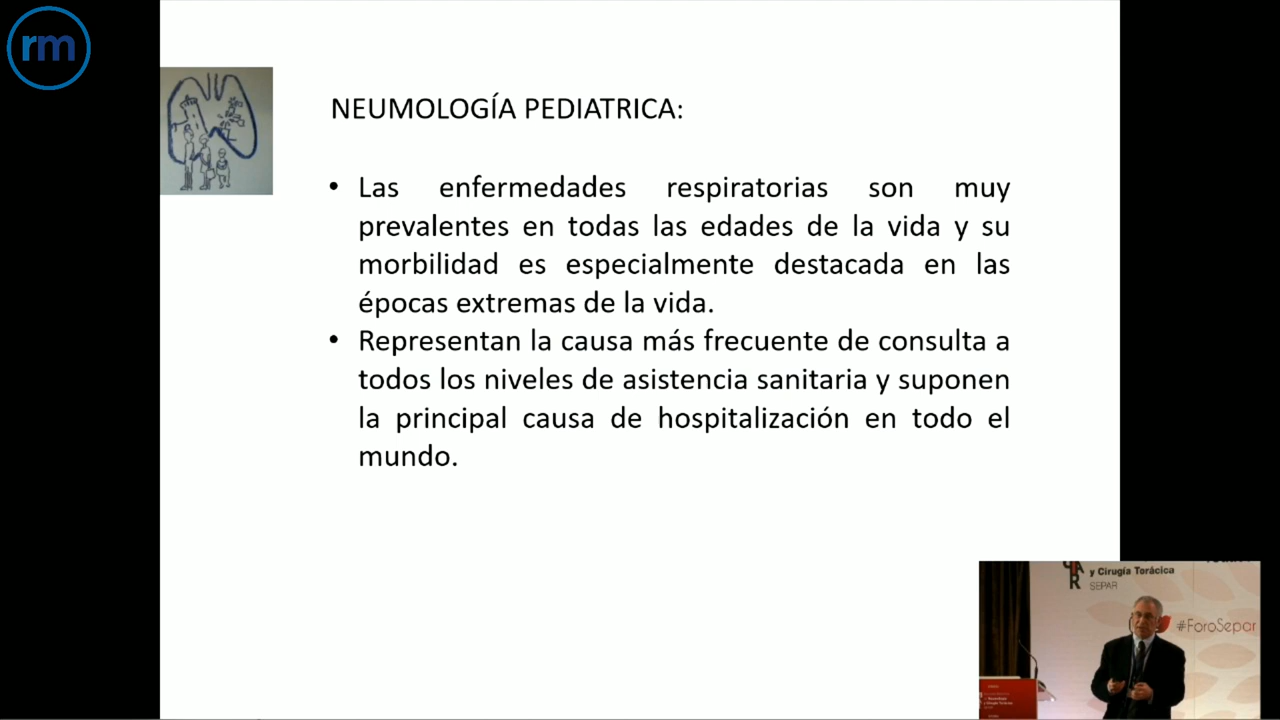 rm
NEUMOLOGÍA PEDIATRICA:
• Las enfermedades respiratorias son muy
prevalentes en todas las edades de la vida y su
morbilidad es especialmente destacada en las
épocas extremas de la vida.
• Representan la causa más frecuente de consulta a
todos los niveles de asistencia sanitaria y suponen
la principal causa de hospitalización en todo el
mundo.
y Cirugía Torácica
SEPAR
#ForoSepar